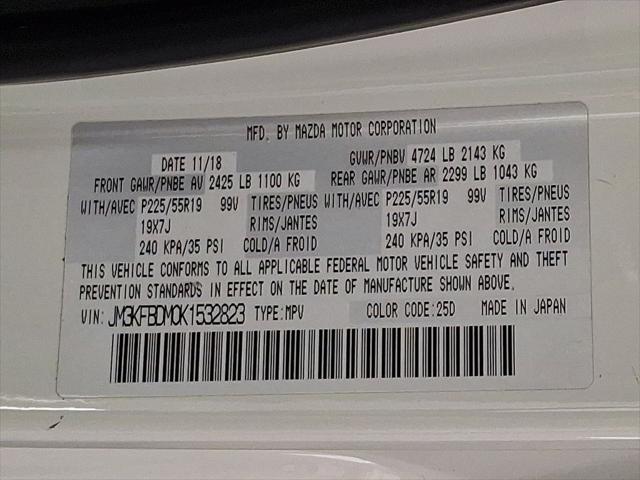 MFD. BY MAZDA MOTOR CORPORATION
DATE 11/18 GVWR/PNBV 4724 LB 2143 KG
FRONT GAWR/PNBE AV 2425 LB 1100 KG REAR GAWR/PNBE AR 2299 LB 1043 KG
WITH/AVEC P225/55R19 99V TIRES/PNEUS WITH/AVEC P225/55R19 99V TIRES/PNEUS
19X7J RIMS/JANTES 19X7J RIMS/JANTES
240 KPA/35 PSI COLD/A FROID 240 KPA/35 PSI COLD/A FROID
THIS VEHICLE CONFORMS TO ALL APPLICABLE FEDERAL MOTOR VEHICLE SAFETY AND THEFT
PREVENTION STANDARDS IN EFFECT ON THE DATE OF MANUFACTURE SHOWN ABOVE.
VIN: JM3KFBDM0K1532823 TYPE: MPV COLOR CODE: 25D MADE IN JAPAN